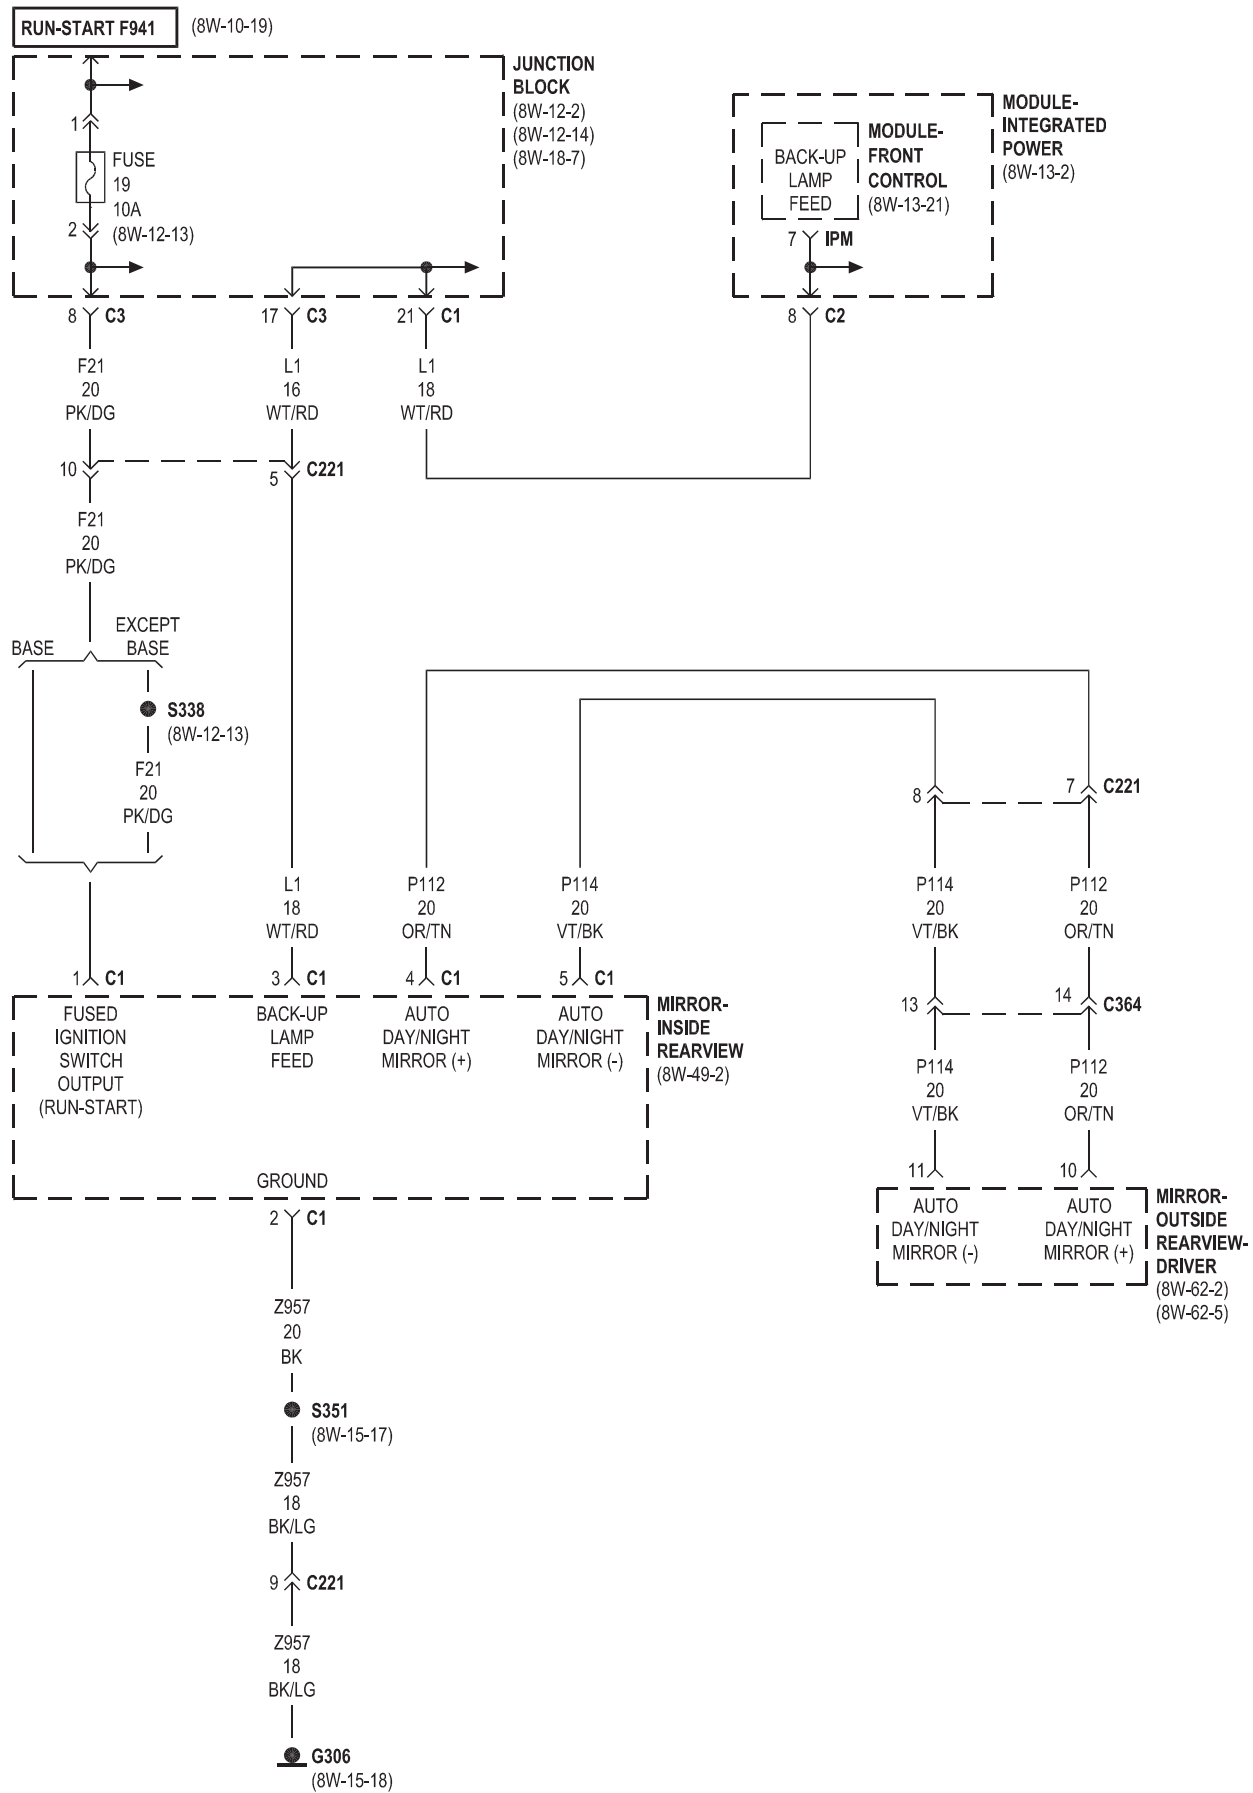 RUN-START F941
(8W-10-19)
JUNCTION
BLOCK
(8W-12-2)
(8W-12-14)
(8W-18-7)
1
FUSE
19
10A
(8W-12-13)
2
MODULE-
INTEGRATED
POWER
(8W-13-2)
MODULE-
FRONT
CONTROL
(8W-13-21)
BACK-UP
LAMP
FEED
7 IPM
8 C3
17 C3
21 C1
8 C2
F21
20
PK/DG
L1
16
WT/RD
L1
18
WT/RD
10
5 C221
F21
20
PK/DG
BASE
EXCEPT
BASE
S338
(8W-12-13)
F21
20
PK/DG
8
7 C221
L1
18
WT/RD
P112
20
OR/TN
P114
20
VT/BK
P114
20
VT/BK
P112
20
OR/TN
1 C1
3 C1
4 C1
5 C1
13
14 C364
FUSED
IGNITION
SWITCH
OUTPUT
(RUN-START)
BACK-UP
LAMP
FEED
AUTO
DAY/NIGHT
MIRROR (+)
AUTO
DAY/NIGHT
MIRROR (-)
MIRROR-
INSIDE
REARVIEW
(8W-49-2)
P114
20
VT/BK
P112
20
OR/TN
11
10
GROUND
2 C1
AUTO
DAY/NIGHT
MIRROR (-)
AUTO
DAY/NIGHT
MIRROR (+)
MIRROR-
OUTSIDE
REARVIEW-
DRIVER
(8W-62-2)
(8W-62-5)
Z957
20
BK
S351
(8W-15-17)
Z957
18
BK/LG
9 C221
Z957
18
BK/LG
G306
(8W-15-18)